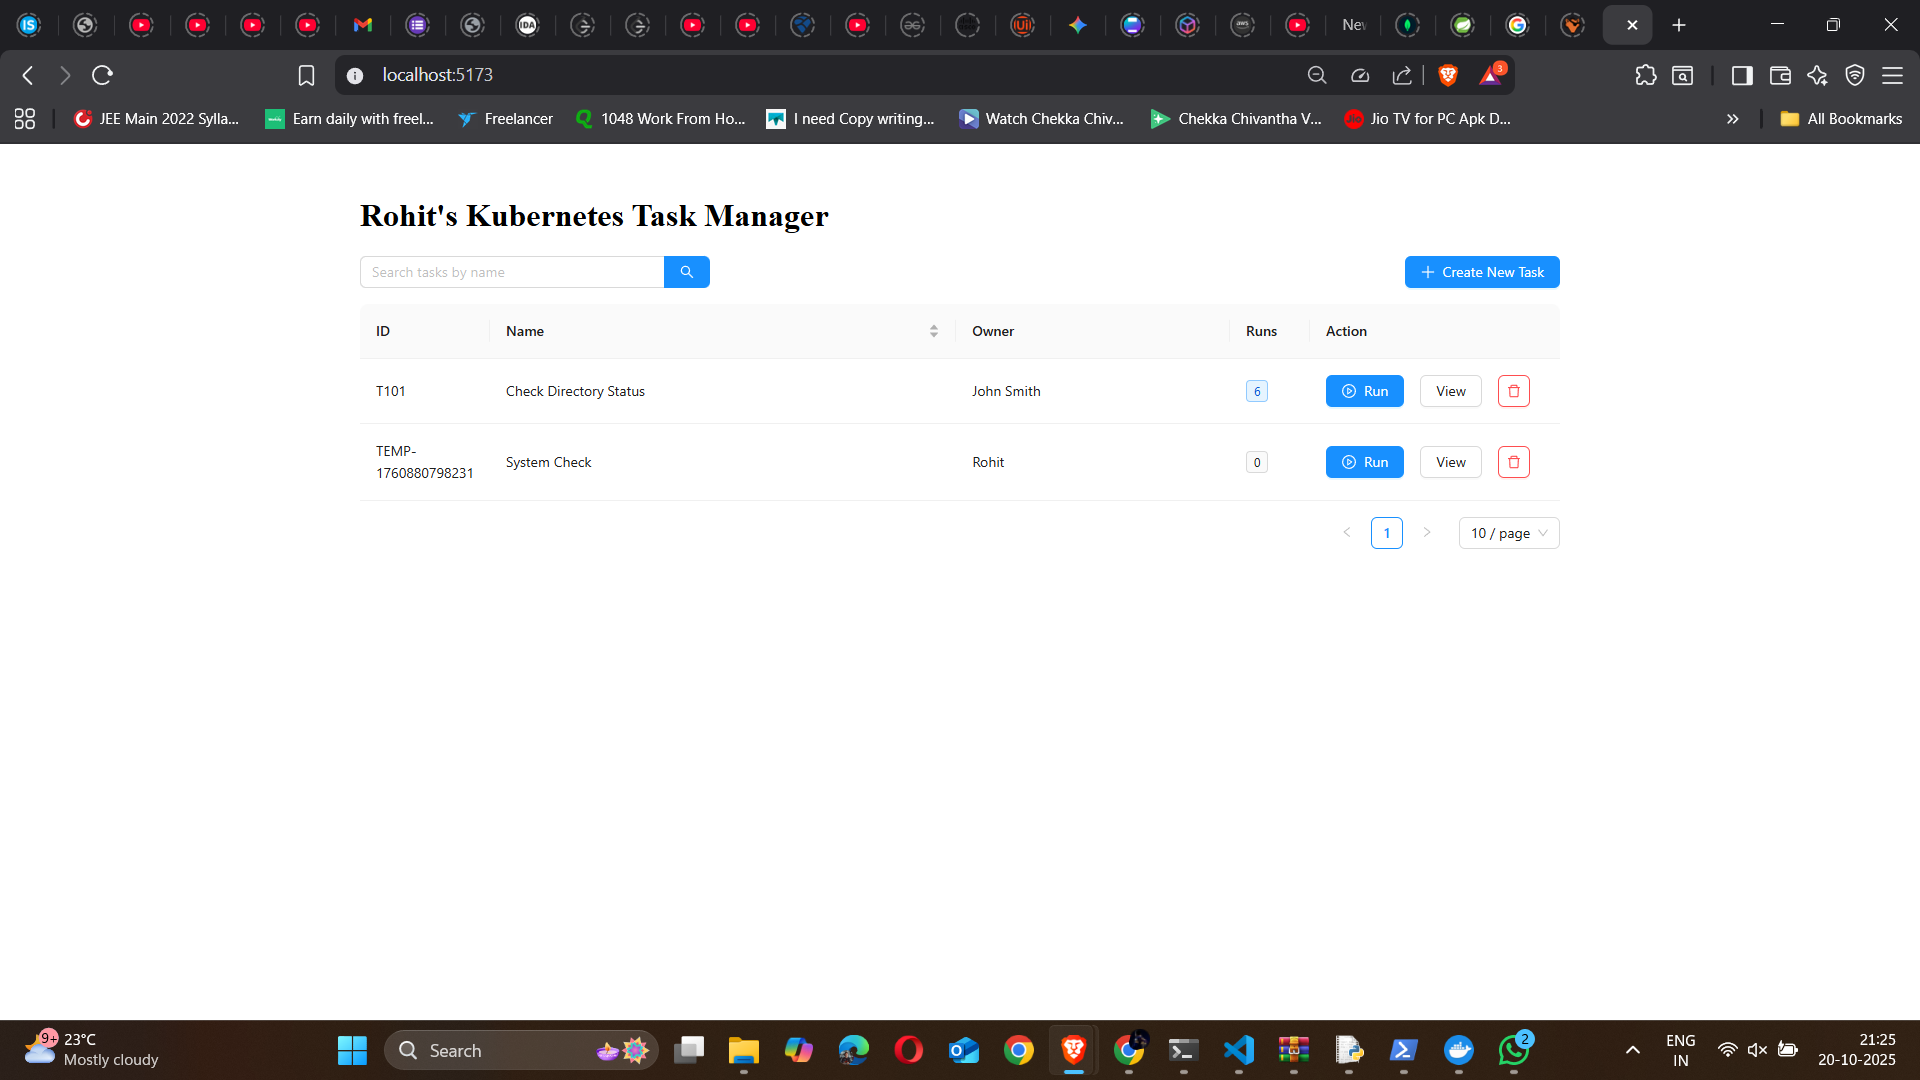 New
localhost:5173
3
JEE Main 2022 Sylla...
Earn daily with freel...
Freelancer
1048 Work From Ho...
I need Copy writing...
Watch Chekka Chiv...
Chekka Chivantha V...
Jio TV for PC Apk D...
All Bookmarks
Rohit's Kubernetes Task Manager
Search tasks by name
Create New Task
ID Name Owner Runs Action
T101 Check Directory Status John Smith 6 Run View
TEMP-
1760880798231 System Check Rohit 0 Run View
1
10 / page
9+
23°C
Mostly cloudy
Search
2
ENG
IN
21:25
20-10-2025